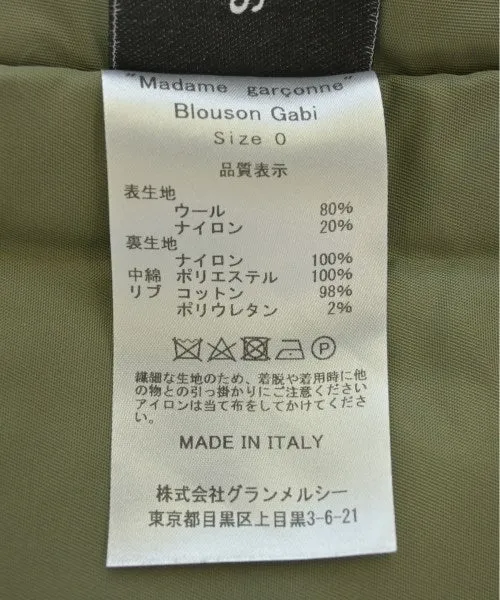 "Madame garçonne"
Blouson Gabi
Size 0
品質表示
表生地
ウール 80%
ナイロン 20%
裏生地
ナイロン 100%
中綿 ポリエステル 100%
リブ コットン 98%
ポリウレタン 2%
P
繊細な生地のため、着脱や着用時に他
の物との引っ掛かりにご注意ください
アイロンは当て布をしてかけてくださ
い。
MADE IN ITALY
株式会社グランメルシー
東京都目黒区上目黒3-6-21